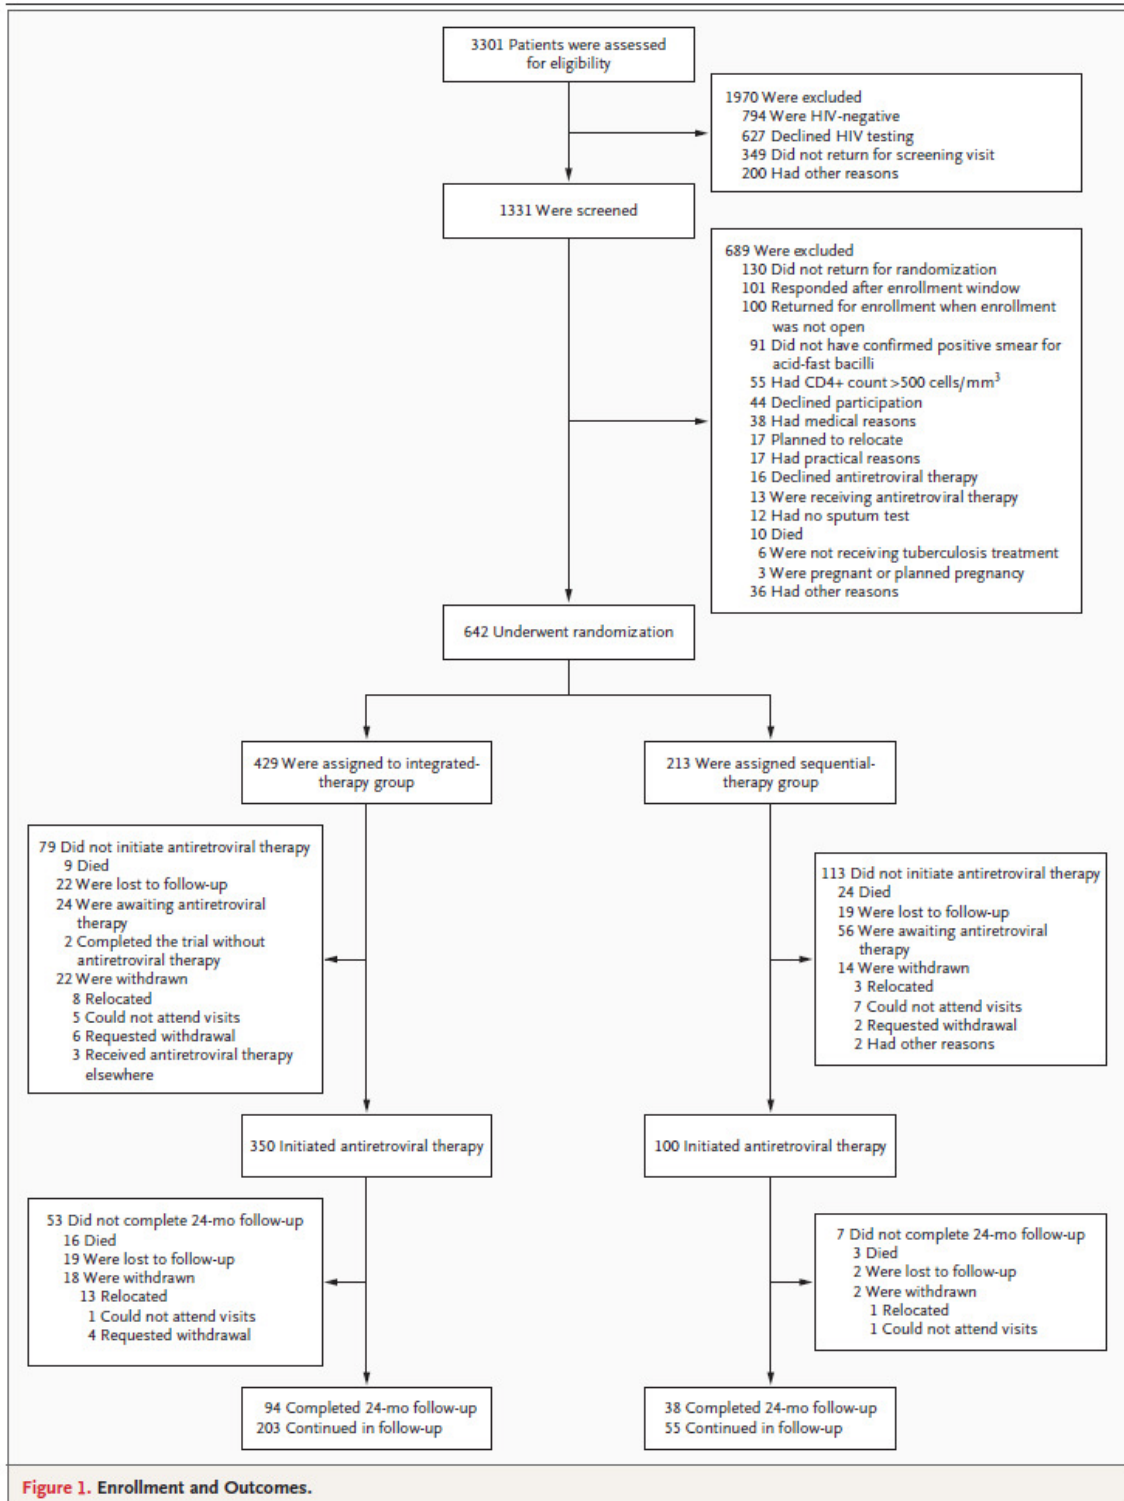 3301 Patients were assessed
for eligibility
1970 Were excluded
794 Were HIV-negative
627 Declined HIV testing
349 Did not return for screening visit
200 Had other reasons
1331 Were screened
689 Were excluded
130 Did not return for randomization
101 Responded after enrollment window
100 Returned for enrollment when enrollment
was not open
91 Did not have confirmed positive smear for
acid-fast bacilli
55 Had CD4+ count >500 cells/mm³
44 Declined participation
38 Had medical reasons
17 Planned to relocate
17 Had practical reasons
16 Declined antiretroviral therapy
13 Were receiving antiretroviral therapy
12 Had no sputum test
10 Died
6 Were not receiving tuberculosis treatment
3 Were pregnant or planned pregnancy
36 Had other reasons
642 Underwent randomization
429 Were assigned to integrated-
therapy group
213 Were assigned sequential-
therapy group
79 Did not initiate antiretroviral therapy
9 Died
22 Were lost to follow-up
24 Were awaiting antiretroviral
therapy
2 Completed the trial without
antiretroviral therapy
22 Were withdrawn
8 Relocated
5 Could not attend visits
6 Requested withdrawal
3 Received antiretroviral therapy
elsewhere
113 Did not initiate antiretroviral therapy
24 Died
19 Were lost to follow-up
56 Were awaiting antiretroviral
therapy
14 Were withdrawn
3 Relocated
7 Could not attend visits
2 Requested withdrawal
2 Had other reasons
350 Initiated antiretroviral therapy
100 Initiated antiretroviral therapy
53 Did not complete 24-mo follow-up
16 Died
19 Were lost to follow-up
18 Were withdrawn
13 Relocated
1 Could not attend visits
4 Requested withdrawal
7 Did not complete 24-mo follow-up
3 Died
2 Were lost to follow-up
2 Were withdrawn
1 Relocated
1 Could not attend visits
94 Completed 24-mo follow-up
203 Continued in follow-up
38 Completed 24-mo follow-up
55 Continued in follow-up
Figure 1. Enrollment and Outcomes.